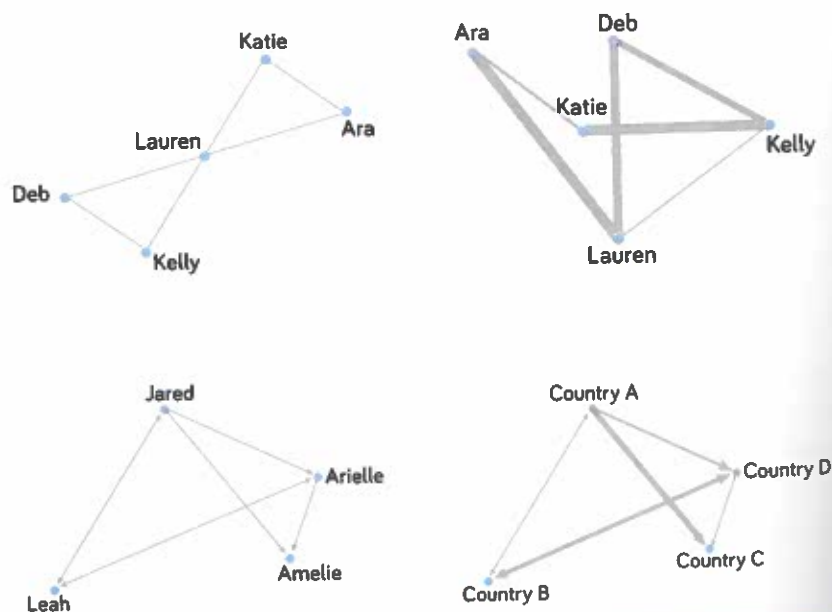 Katie
Ara
Lauren
Deb
Kelly
Deb
Ara
Katie
Kelly
Lauren
Jared
Arielle
Amelie
Leah
Country A
Country D
Country C
Country B